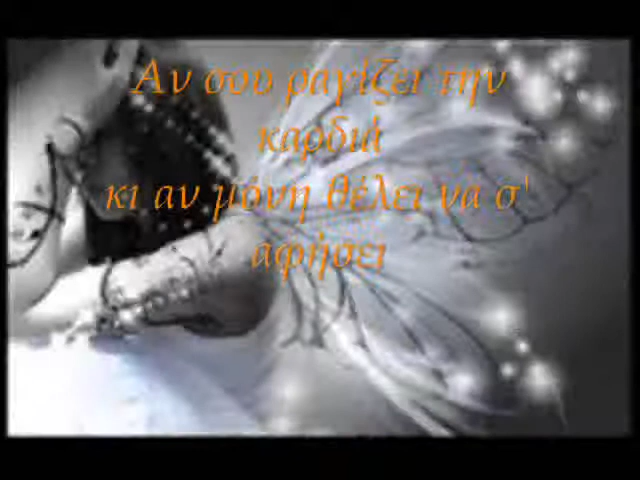 Αν σου ραγίζει την
καρδιά
κι αν μόνη θέλει να σ'
αφήσει